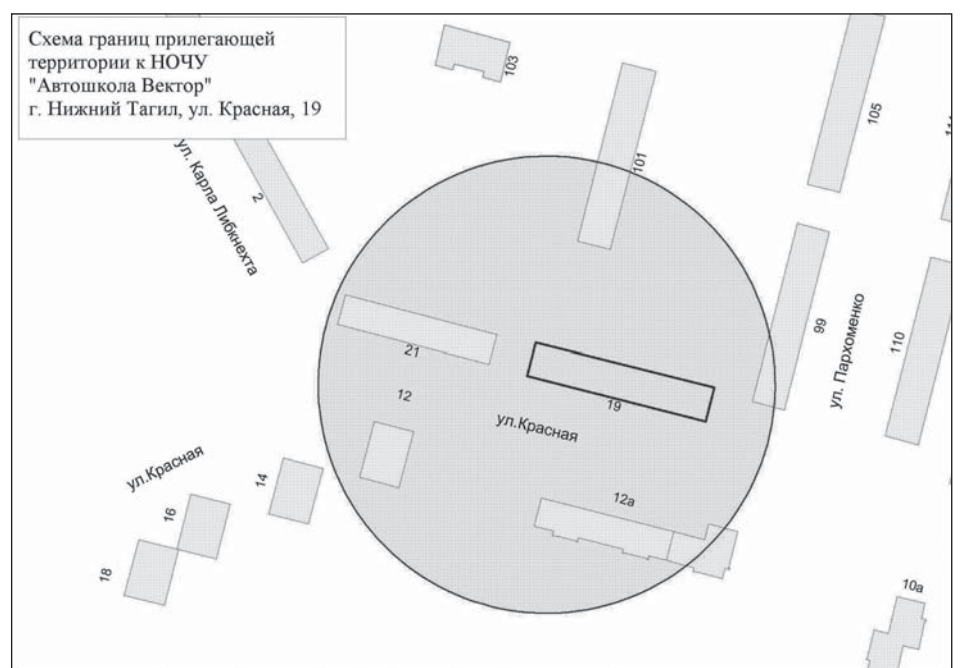 Схема границ прилегающей
территории к НОЧУ
"Автошкола Вектор"
г. Нижний Тагил, ул. Красная, 19
103
105
101
ул. Карла Либкнехта
2
99
ул. Пархоменко
110
21
12
19
ул.Красная
ул.Красная
14
12а
16
18
10а